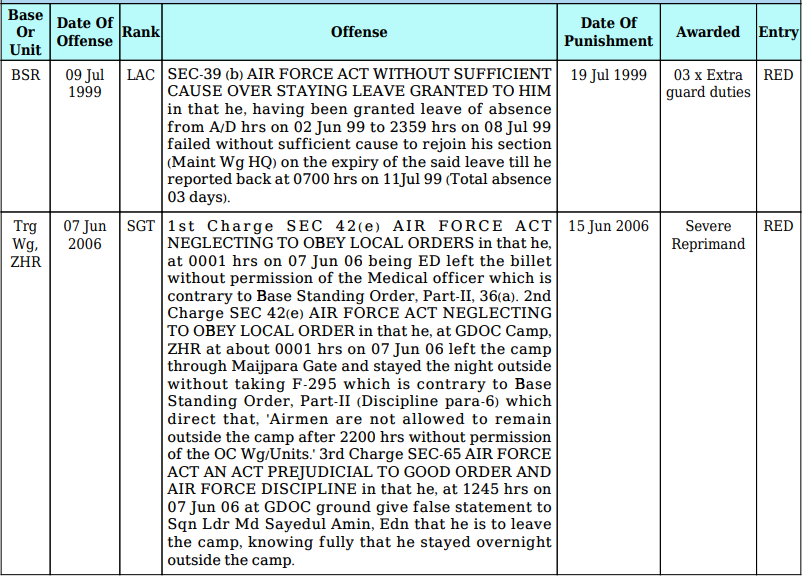 Base Or Unit | Date Of Offense | Rank | Offense | Date Of Punishment | Awarded | Entry
BSR | 09 Jul 1999 | LAC | SEC-39 (b) AIR FORCE ACT WITHOUT SUFFICIENT | 19 Jul 1999 | 03 x Extra guard duties | RED
CAUSE OVER STAYING LEAVE GRANTED TO HIM
in that he, having been granted leave of absence
from A/D hrs on 02 Jun 99 to 2359 hrs on 08 Jul 99
failed without sufficient cause to rejoin his section
(Maint Wg HQ) on the expiry of the said leave till he
reported back at 0700 hrs on 11Jul 99 (Total absence
03 days).
Trg Wg, ZHR | 07 Jun 2006 | SGT | 1st Charge SEC 42(e) AIR FORCE ACT | 15 Jun 2006 | Severe Reprimand | RED
NEGLECTING TO OBEY LOCAL ORDERS in that he,
at 0001 hrs on 07 Jun 06 being ED left the billet
without permission of the Medical officer which is
contrary to Base Standing Order, Part-II, 36(a). 2nd
Charge SEC 42(e) AIR FORCE ACT NEGLECTING
TO OBEY LOCAL ORDER in that he, at GDOC Camp,
ZHR at about 0001 hrs on 07 Jun 06 left the camp
through Maijpara Gate and stayed the night outside
without taking F-295 which is contrary to Base
Standing Order, Part-II (Discipline para-6) which
direct that, 'Airmen are not allowed to remain
outside the camp after 2200 hrs without permission
of the OC Wg/Units.' 3rd Charge SEC-65 AIR FORCE
ACT AN ACT PREJUDICIAL TO GOOD ORDER AND
AIR FORCE DISCIPLINE in that he, at 1245 hrs on
07 Jun 06 at GDOC ground give false statement to
Sqn Ldr Md Sayedul Amin, Edn that he is to leave
the camp, knowing fully that he stayed overnight
outside the camp.